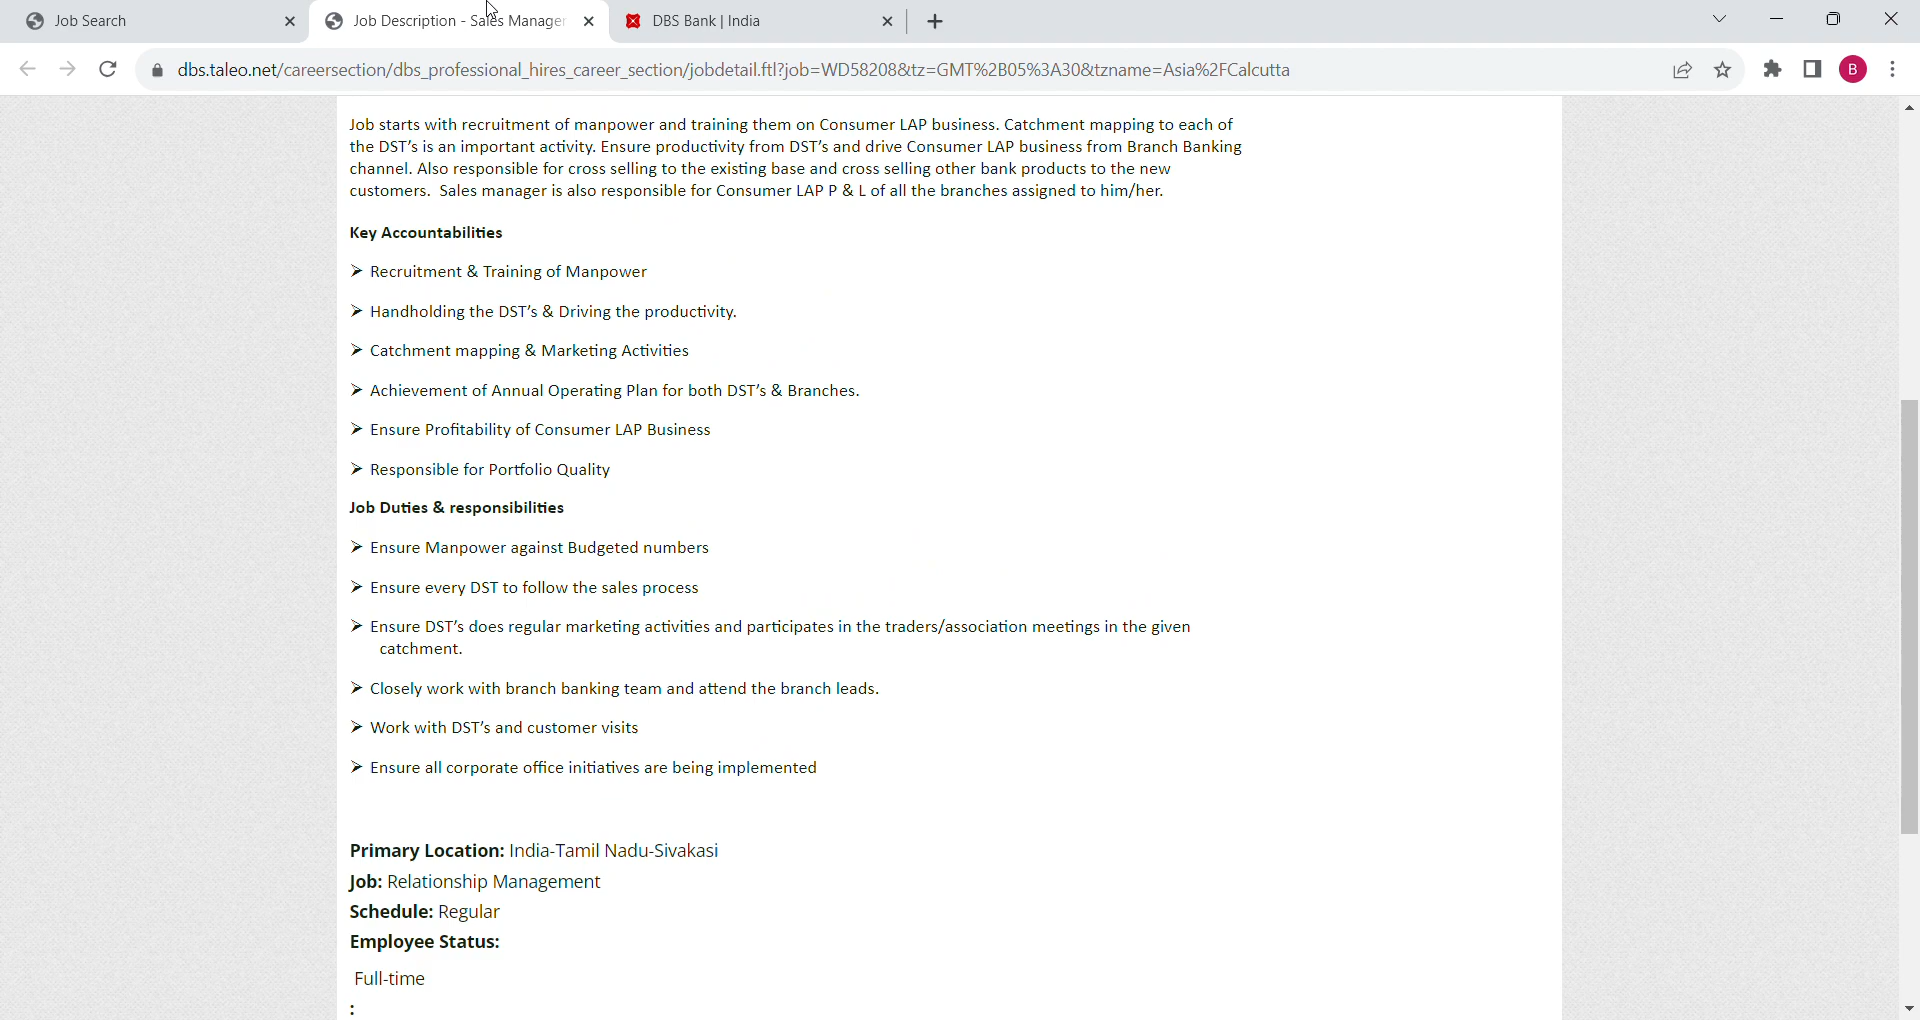 Job Search
Job Description - Sales Manager
DBS Bank | India
dbs.taleo.net/careersection/dbs_professional_hires_career_section/jobdetail.ftl?job=WD58208&tz=GMT%2B05%3A30&tzname=Asia%2FCalcutta
B
Job starts with recruitment of manpower and training them on Consumer LAP business. Catchment mapping to each of
the DST's is an important activity. Ensure productivity from DST's and drive Consumer LAP business from Branch Banking
channel. Also responsible for cross selling to the existing base and cross selling other bank products to the new
customers. Sales manager is also responsible for Consumer LAP P & L of all the branches assigned to him/her.
Key Accountabilities
➢ Recruitment & Training of Manpower
➢ Handholding the DST's & Driving the productivity.
➢ Catchment mapping & Marketing Activities
➢ Achievement of Annual Operating Plan for both DST's & Branches.
➢ Ensure Profitability of Consumer LAP Business
➢ Responsible for Portfolio Quality
Job Duties & responsibilities
➢ Ensure Manpower against Budgeted numbers
➢ Ensure every DST to follow the sales process
➢ Ensure DST's does regular marketing activities and participates in the traders/association meetings in the given
catchment.
➢ Closely work with branch banking team and attend the branch leads.
➢ Work with DST's and customer visits
➢ Ensure all corporate office initiatives are being implemented
Primary Location: India-Tamil Nadu-Sivakasi
Job: Relationship Management
Schedule: Regular
Employee Status:
Full-time
: